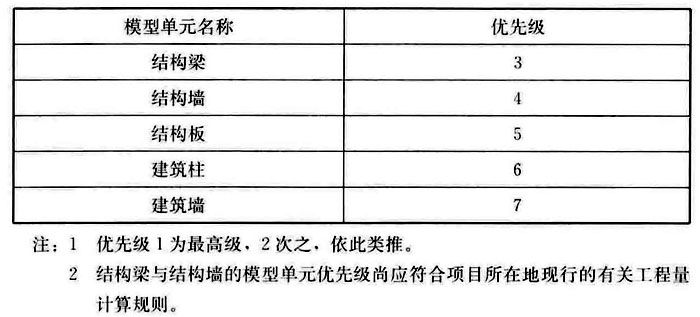 模型单元名称 优先级
结构梁 3
结构墙 4
结构板 5
建筑柱 6
建筑墙 7
注：1 优先级1为最高级，2次之，依此类推。
2 结构梁与结构墙的模型单元优先级尚应符合项目所在地现行的有关工程量
计算规则。